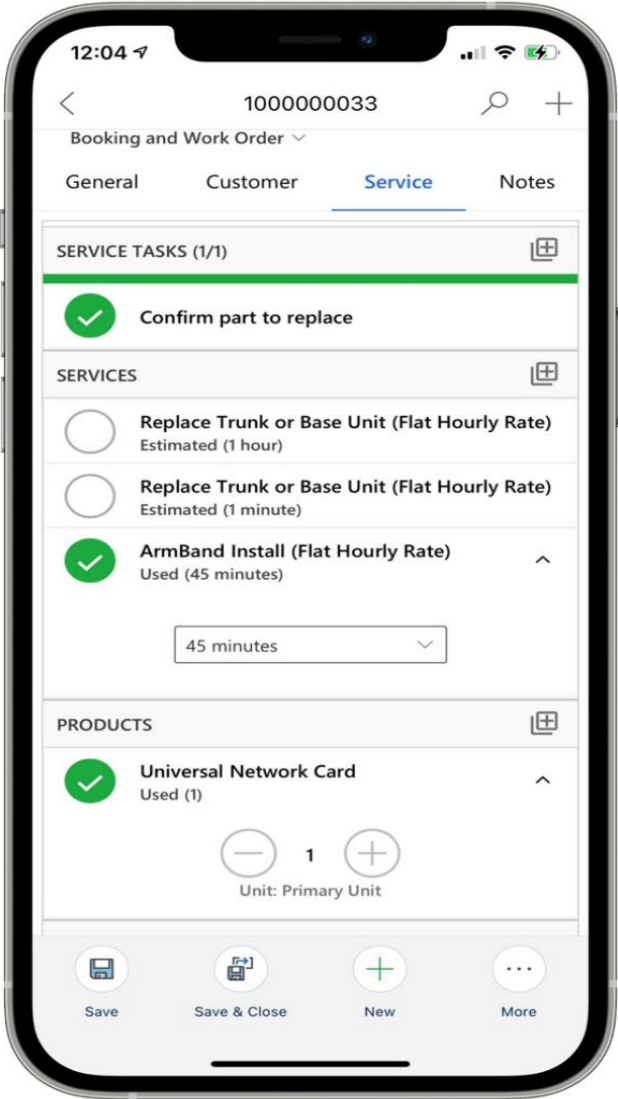 12:04
1000000033
Booking and Work Order
General Customer Service Notes
SERVICE TASKS (1/1)
Confirm part to replace
SERVICES
Replace Trunk or Base Unit (Flat Hourly Rate)
Estimated (1 hour)
Replace Trunk or Base Unit (Flat Hourly Rate)
Estimated (1 minute)
ArmBand Install (Flat Hourly Rate)
Used (45 minutes)
45 minutes
PRODUCTS
Universal Network Card
Used (1)
1
Unit: Primary Unit
Save Save & Close New More